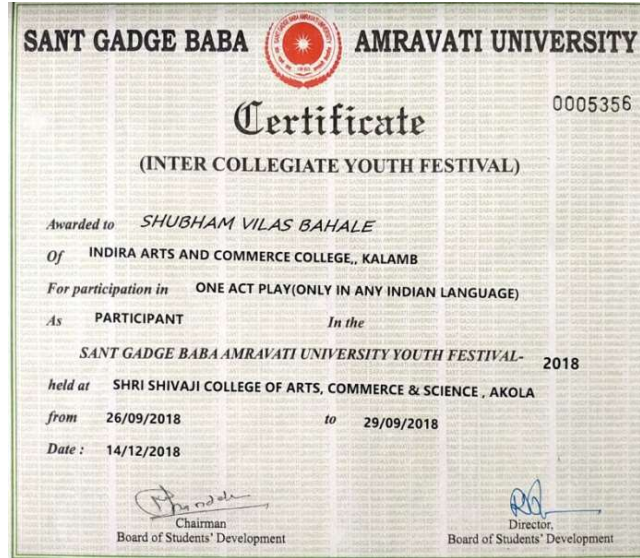 SANT GADGE BABA AMRAVATI UNIVERSITY
0005356
Certificate
(INTER COLLEGIATE YOUTH FESTIVAL)
Awarded to SHUBHAM VILAS BAHALE
Of INDIRA ARTS AND COMMERCE COLLEGE,, KALAMB
For participation in ONE ACT PLAY(ONLY IN ANY INDIAN LANGUAGE)
As PARTICIPANT In the
SANT GADGE BABA AMRAVATI UNIVERSITY YOUTH FESTIVAL- 2018
held at SHRI SHIVAJI COLLEGE OF ARTS, COMMERCE & SCIENCE , AKOLA
from 26/09/2018 to 29/09/2018
Date : 14/12/2018
Chairman Director,
Board of Students' Development Board of Students' Development